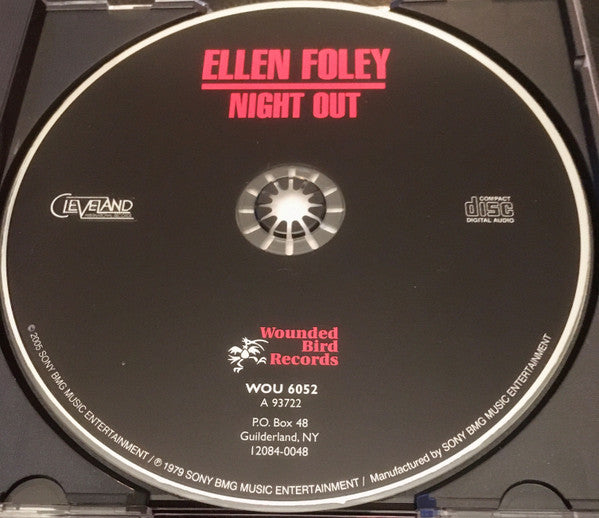 ELLEN FOLEY
NIGHT OUT
CLEVELAND
COMPACT
disc
DIGITAL AUDIO
Wounded
Bird
Records
WOU 6052
A 93722
P.O. Box 48
Guilderland, NY
12084-0048
© 2005 SONY BMG MUSIC ENTERTAINMENT / ℗ 1979 SONY BMG MUSIC ENTERTAINMENT / Manufactured by SONY BMG MUSIC ENTERTAINMENT